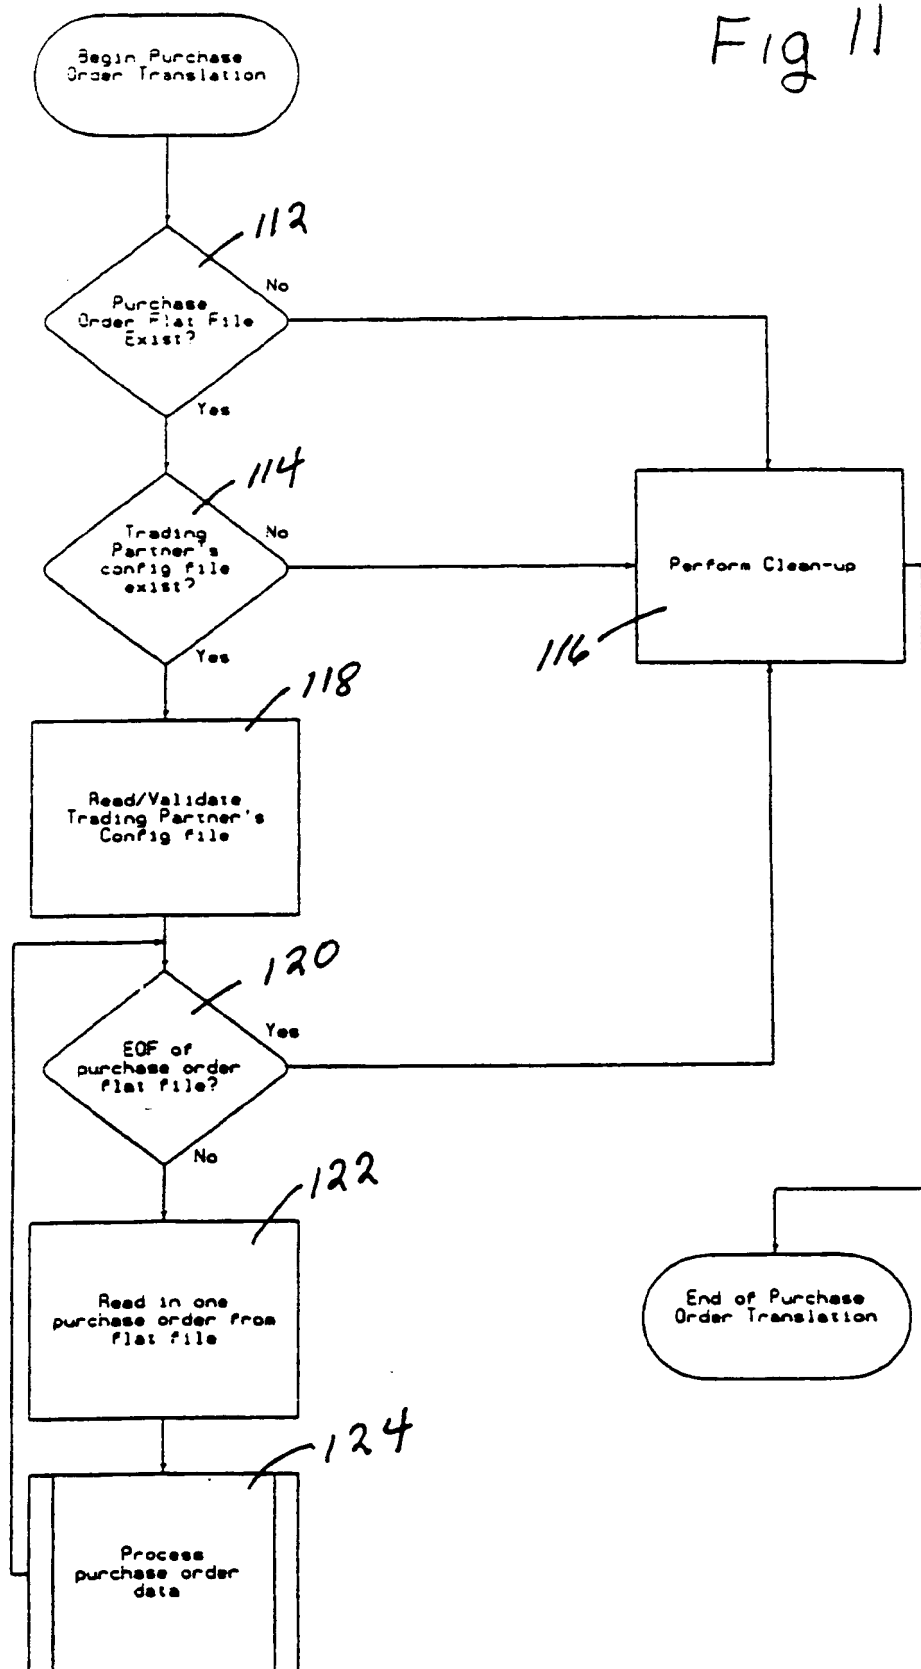 Fig 11
Begin Purchase
Order Translation
112
No
Purchase
Order Flat File
Exist?
Yes
114
No
Trading
Partner's
config file
exist?
Yes
Perform Clean-up
116
118
Read/Validate
Trading Partner's
Config file
120
Yes
EOF of
purchase order
flat file?
No
122
Read in one
purchase order from
flat file
End of Purchase
Order Translation
124
Process
purchase order
data